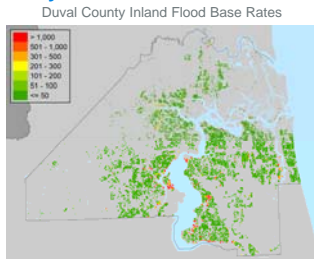 Duval County Inland Flood Base Rates
> 1,000
501 - 1,000
301 - 500
201 - 300
101 - 200
51 - 100
<= 50